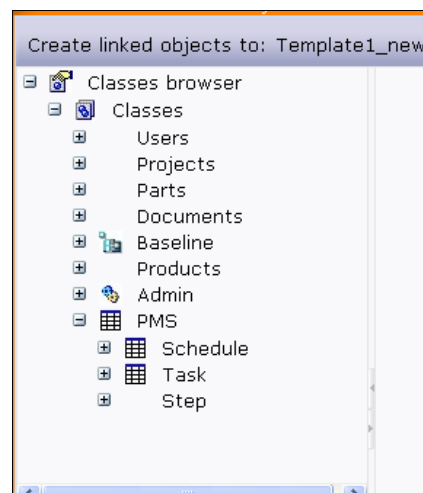 Create linked objects to: Template1_new
Classes browser
Classes
Users
Projects
Parts
Documents
Baseline
Products
Admin
PMS
Schedule
Task
Step